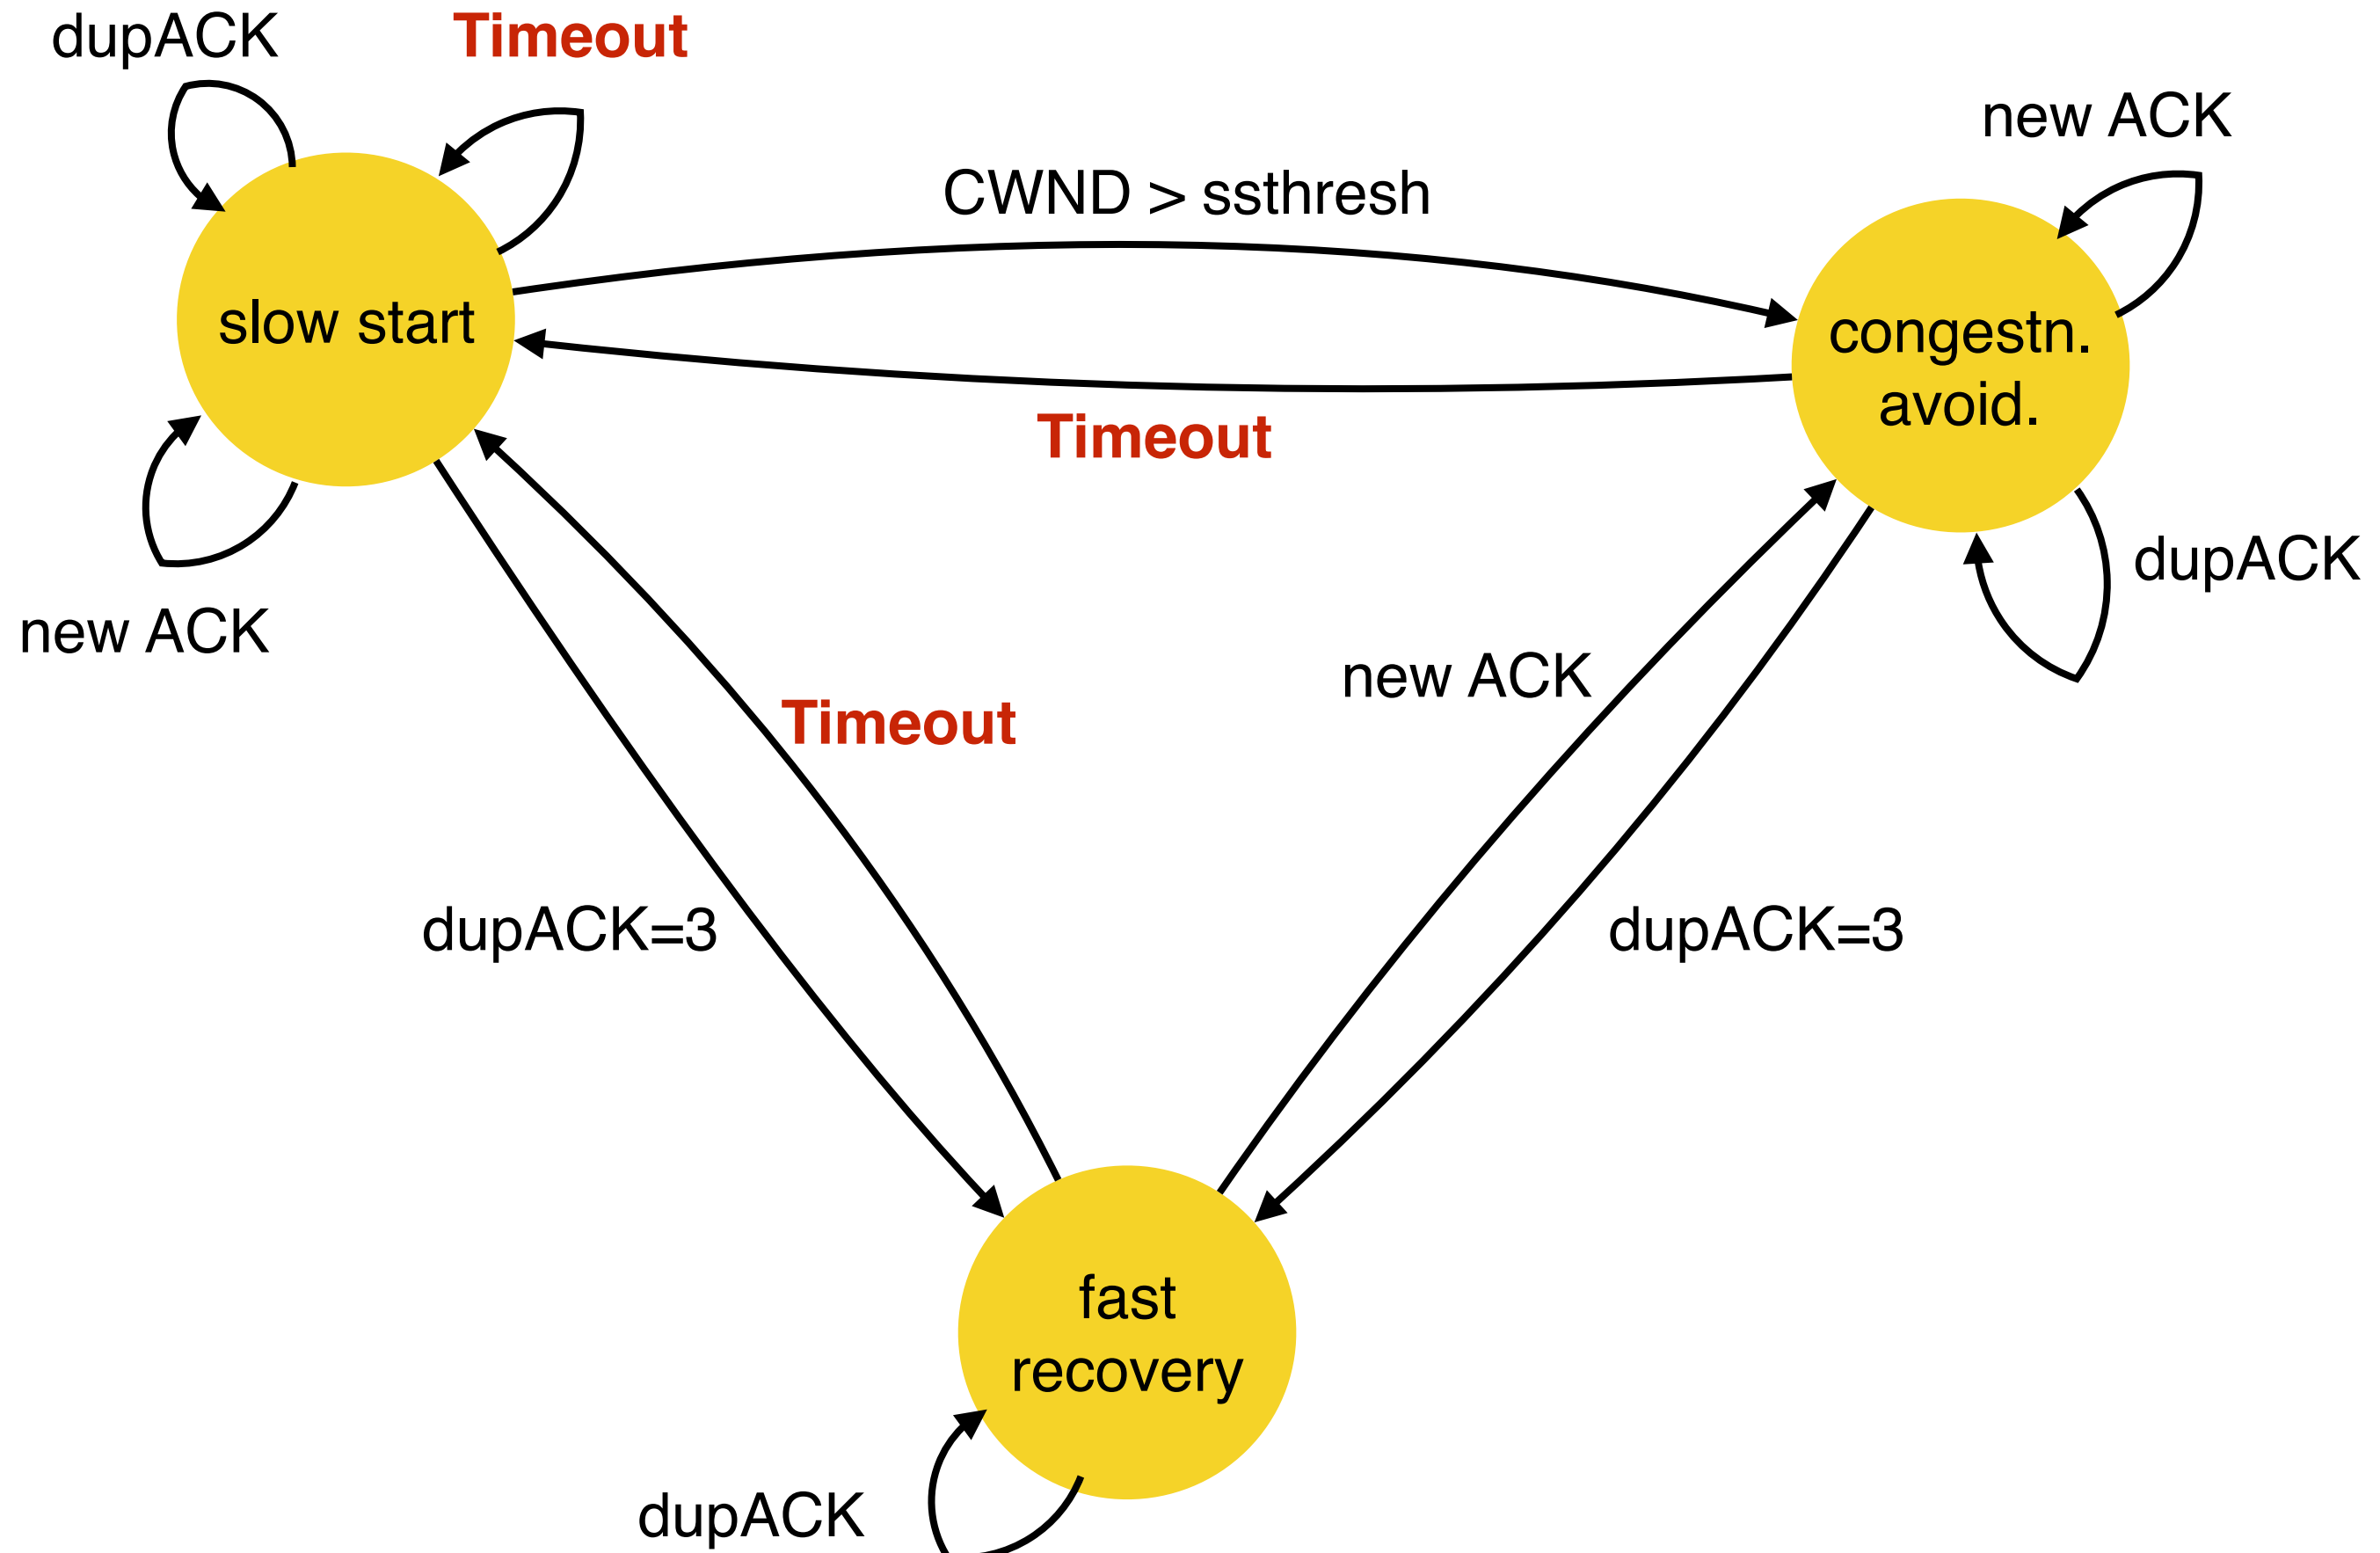 dupACK
Timeout
new ACK
CWND > ssthresh
slow start
congestn.
avoid.
Timeout
dupACK
new ACK
new ACK
Timeout
dupACK=3
dupACK=3
fast
recovery
dupACK